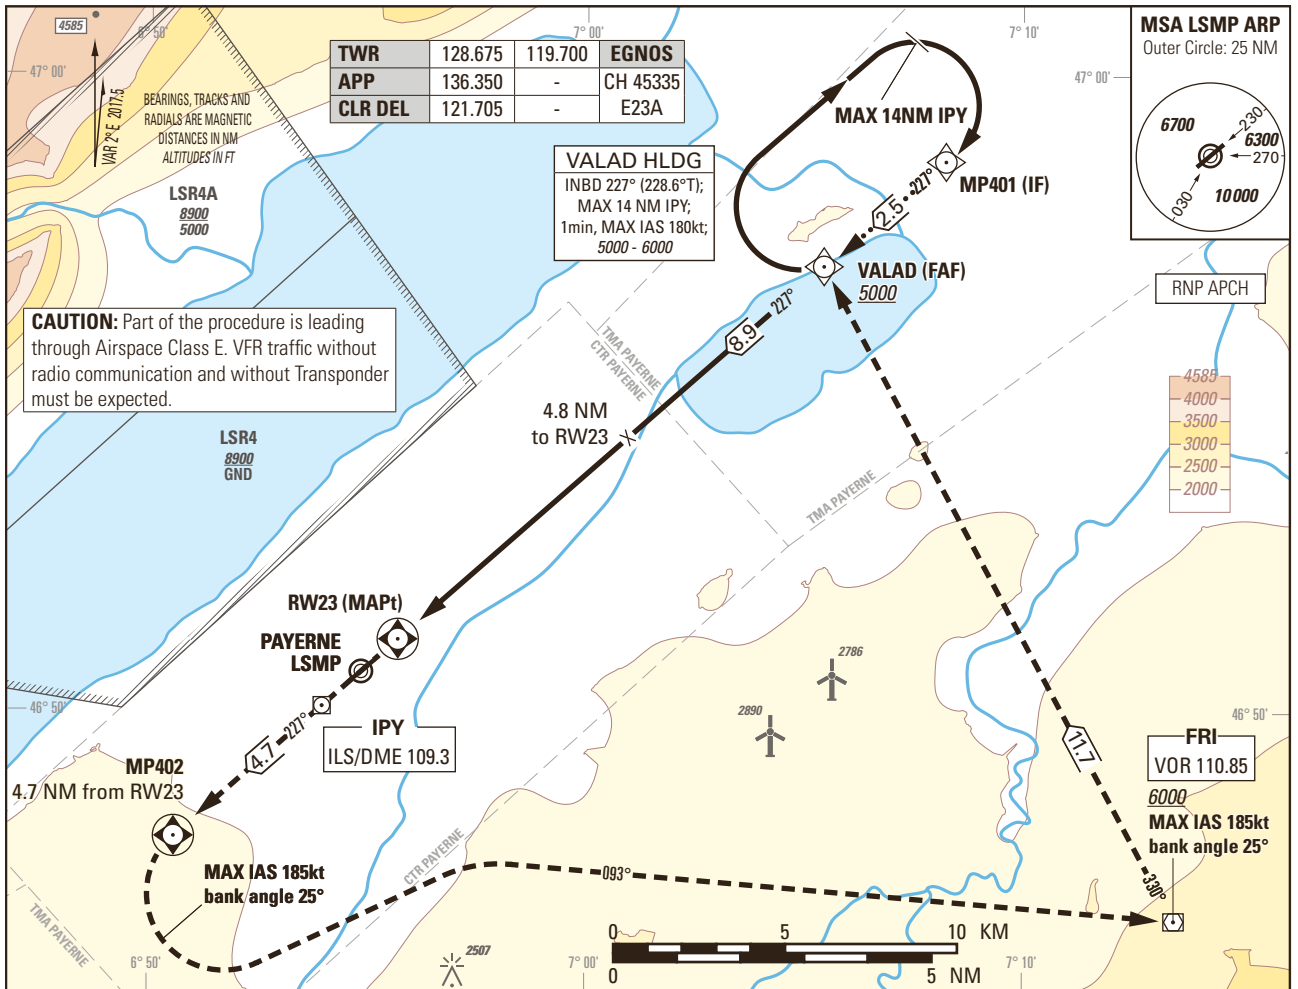 4585
6° 50'
7° 00'
7° 10'
47° 00'
47° 00'
VAR 2° E 2017.5
BEARINGS, TRACKS AND
RADIALS ARE MAGNETIC
DISTANCES IN NM
ALTITUDES IN FT
TWR 128.675 119.700 EGNOS
APP 136.350 - CH 45335
CLR DEL 121.705 - E23A
MSA LSMP ARP
Outer Circle: 25 NM
6700
230
6300
270
030
10000
MAX 14NM IPY
VALAD HLDG
INBD 227° (228.6°T);
MAX 14 NM IPY;
1min, MAX IAS 180kt;
5000 - 6000
MP401 (IF)
227°
2.5
LSR4A
8900
5000
VALAD (FAF)
5000
RNP APCH
CAUTION: Part of the procedure is leading
through Airspace Class E. VFR traffic without
radio communication and without Transponder
must be expected.
227°
8.9
TMA PAYERNE
CTR PAYERNE
4585
4000
3500
3000
2500
2000
4.8 NM
to RW23
LSR4
8900
GND
TMA PAYERNE
RW23 (MAPt)
PAYERNE
LSMP
2786
2890
46° 50'
46° 50'
227°
4.7
IPY
ILS/DME 109.3
11.7
FRI
VOR 110.85
6000
MAX IAS 185kt
bank angle 25°
MP402
4.7 NM from RW23
MAX IAS 185kt
bank angle 25°
CTR PAYERNE
093°
330°
TMA PAYERNE
2507
0 5 10 KM
0 5 NM
6° 50'
7° 00'
7° 10'